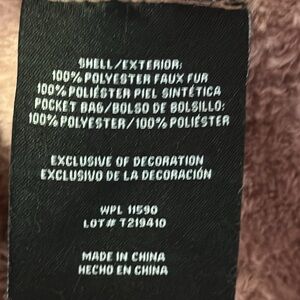 SHELL/EXTERIOR:
100% POLYESTER FAUX FUR
100% POLIÉSTER PIEL SINTÉTICA
POCKET BAG/BOLSO DE BOLSILLO:
100% POLYESTER/100% POLIÉSTER
EXCLUSIVE OF DECORATION
EXCLUSIVO DE LA DECORACIÓN
WPL 11590
LOT# T219410
MADE IN CHINA
HECHO EN CHINA